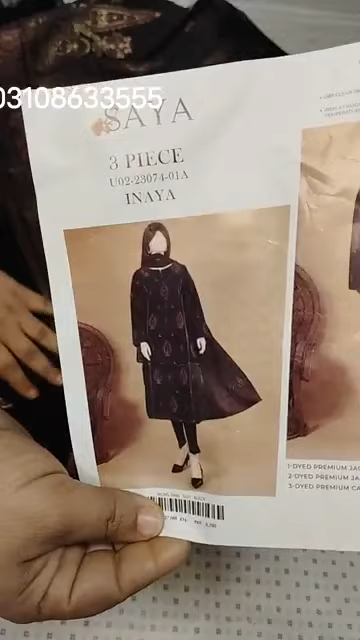 03108633555
SAYA
3 PIECE
U02-23074-01A
INAYA
1-DYED PREMIUM JA
2-DYED PREMIUM JA
3-DYED PREMIUM CA